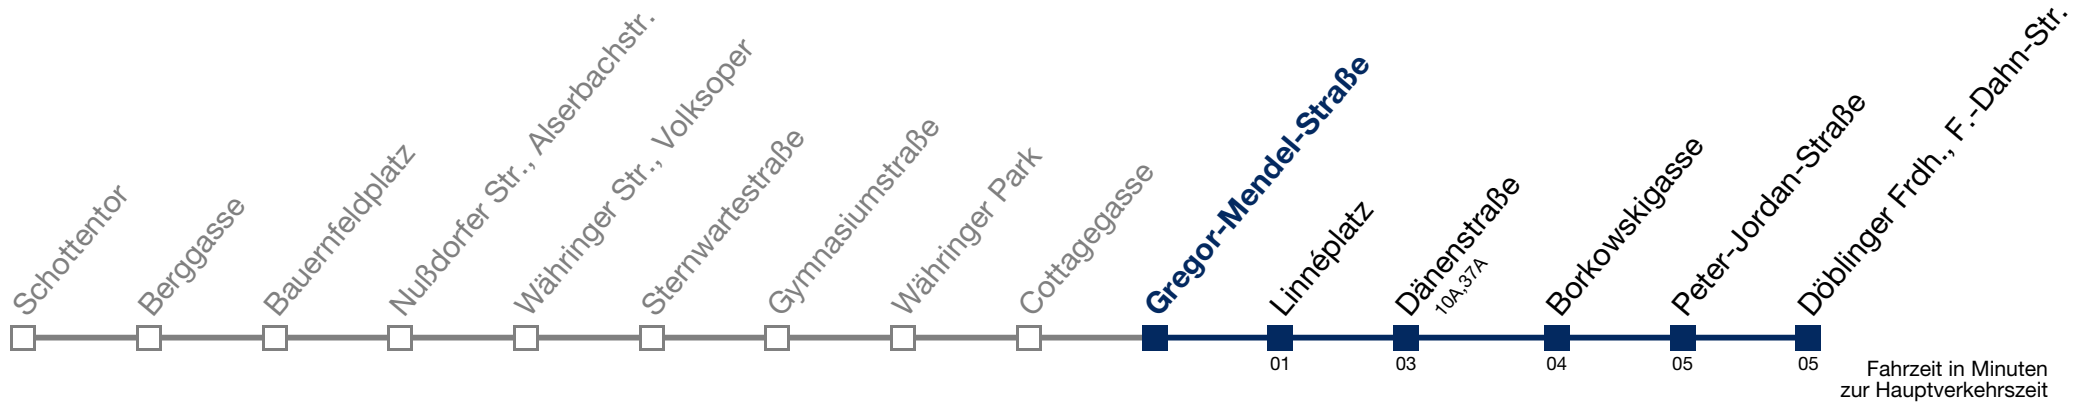 Schottentor
Berggasse
Bauernfeldplatz
Nußdorfer Str., Alserbachstr.
Währinger Str., Volksoper
Sternwartestraße
Gymnasiumstraße
Währinger Park
Cottagegasse
Gregor-Mendel-Straße
Linnéplatz
Dänenstraße
10A,37A
Borkowskigasse
Peter-Jordan-Straße
Döblinger Frdh., F.-Dahn-Str.
01
03
04
05
05
Fahrzeit in Minuten
zur Hauptverkehrszeit